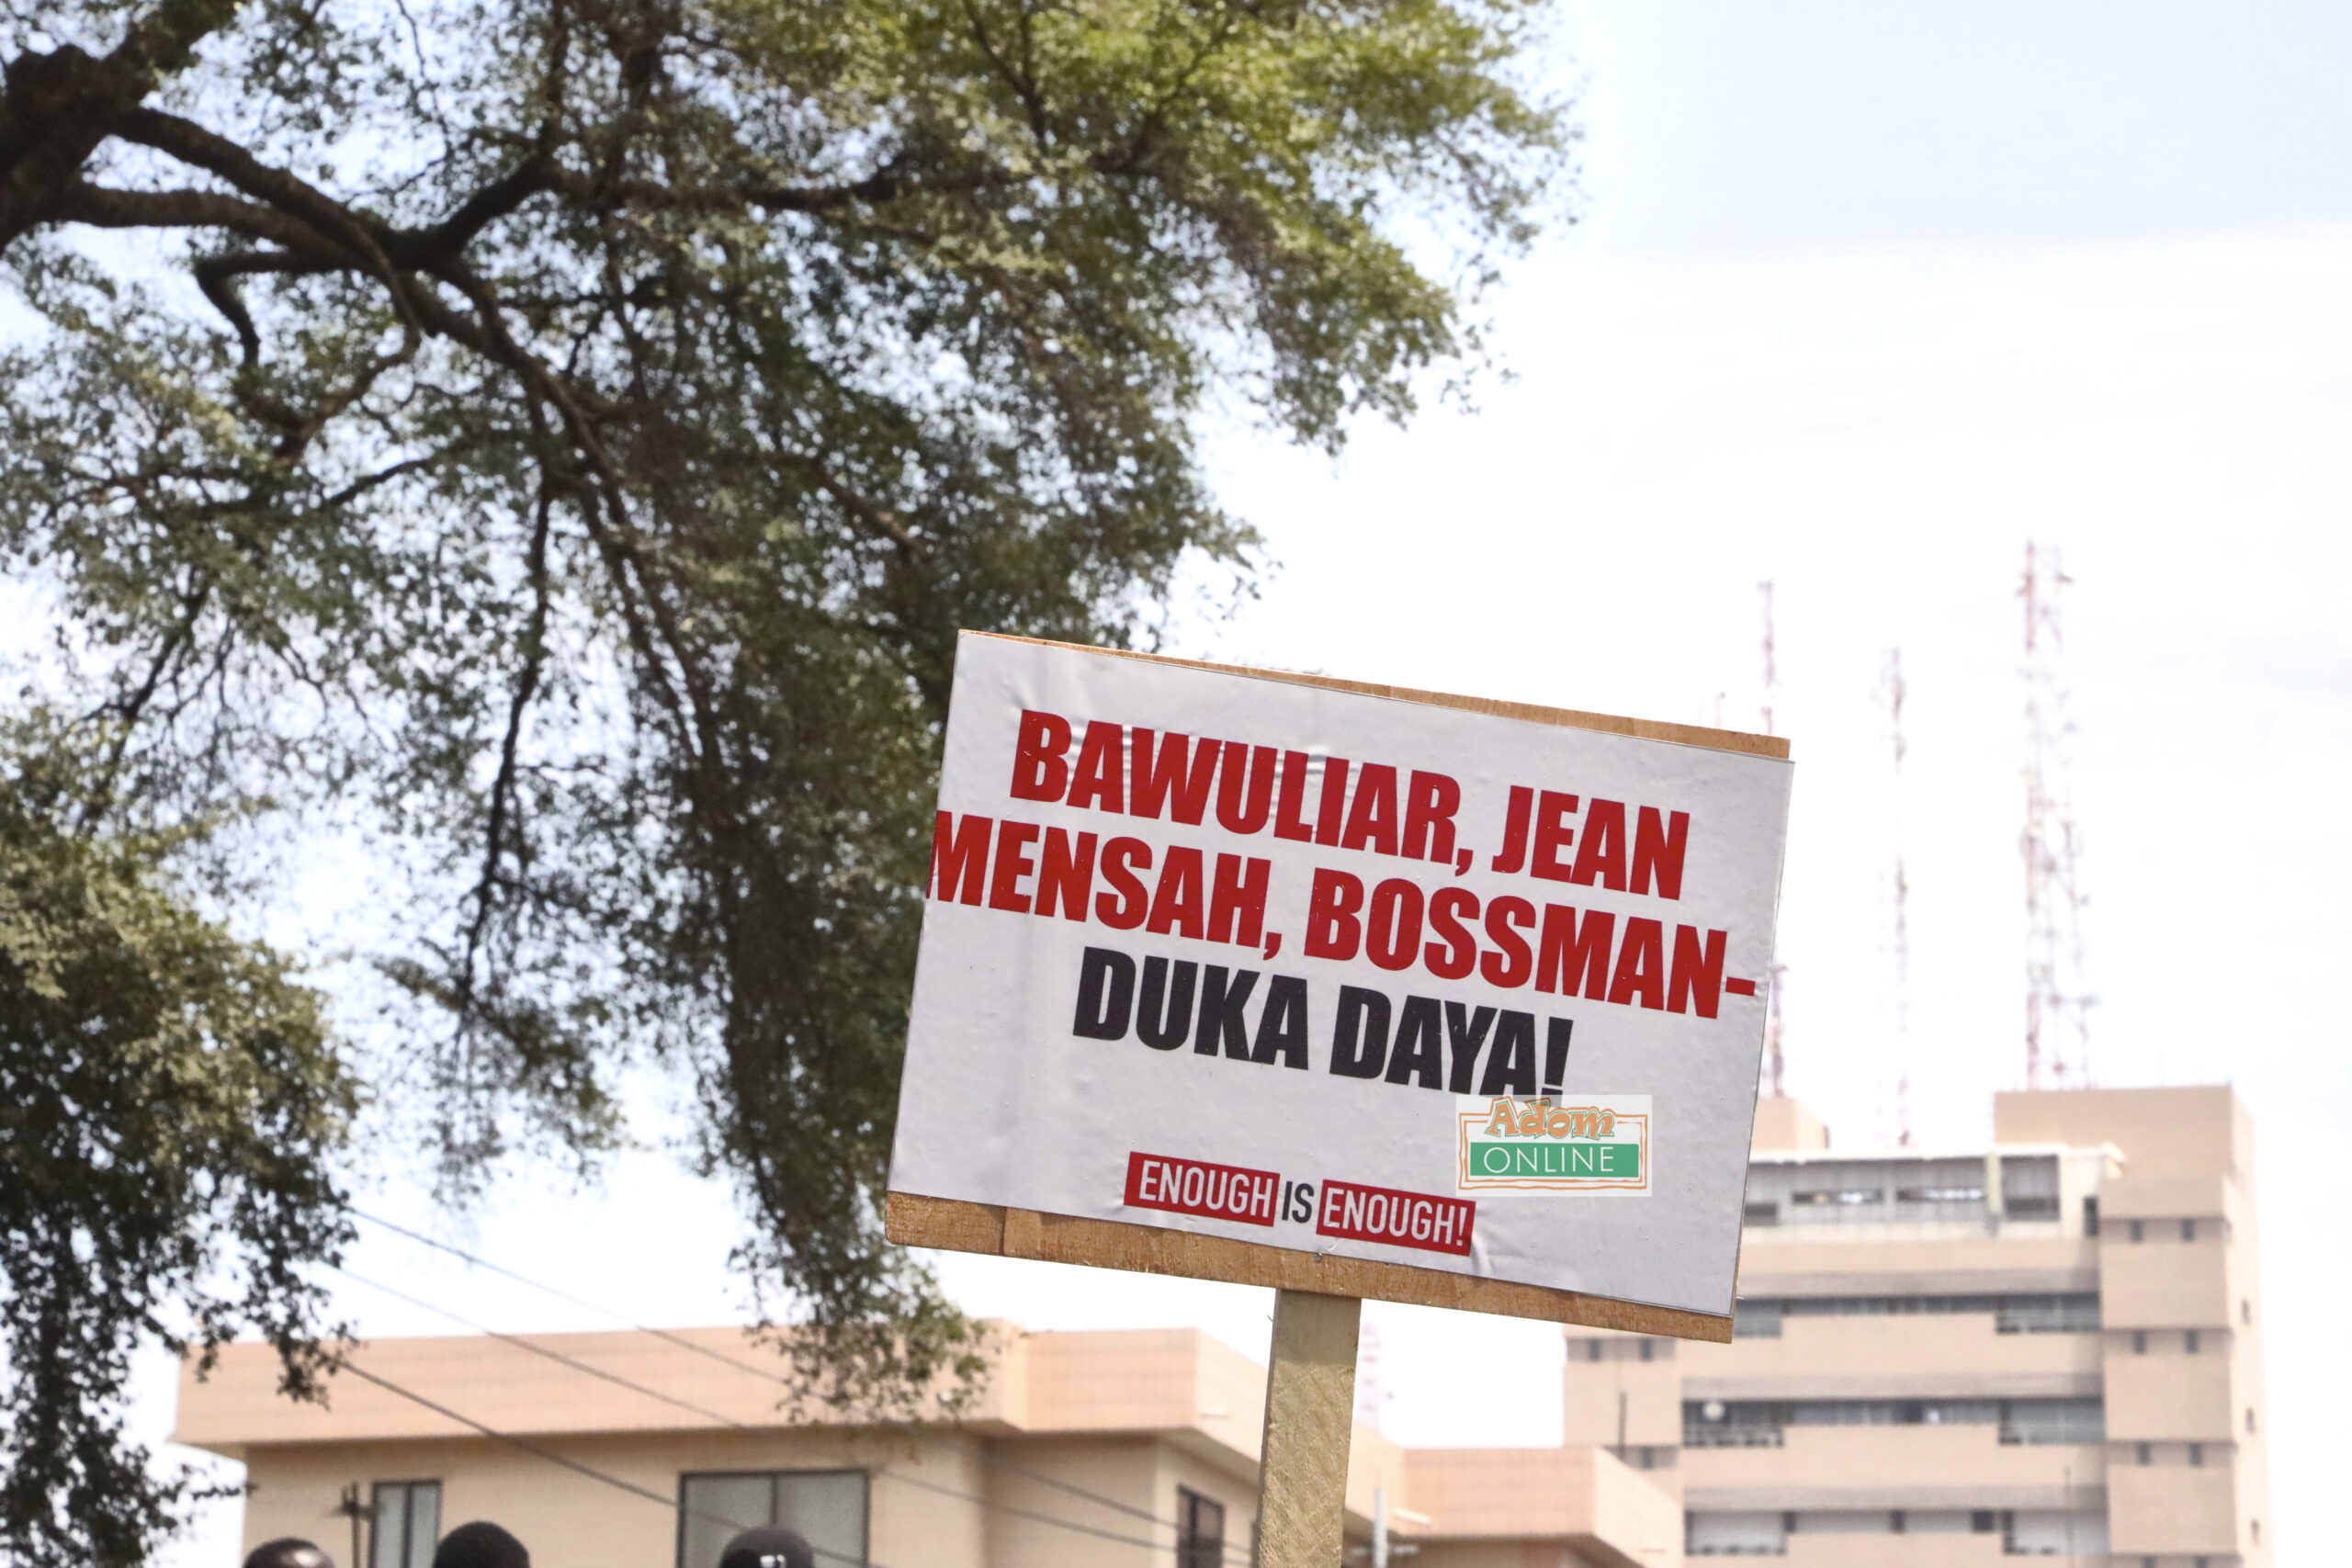 BAWULIAR, JEAN
MENSAH, BOSSMAN-
DUKA DAYA!
Adom
ONLINE
ENOUGH IS ENOUGH!